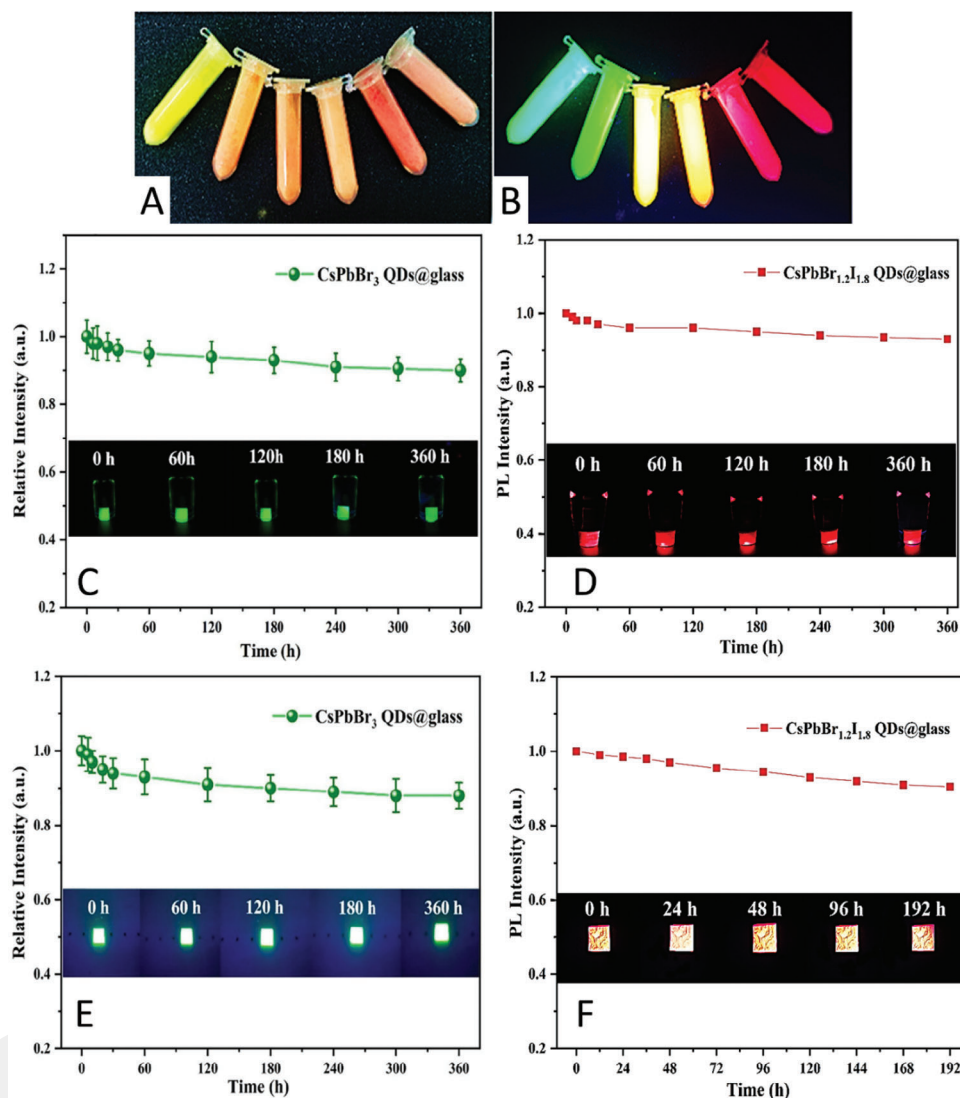 A
B
1.2
1.0
0.8
0.6
0.4
0.2
Relative Intensity (a.u.)
CsPbBr₃ QDs@glass
0 h 60h 120h 180 h 360 h
C
0 60 120 180 240 300 360
Time (h)
1.2
1.0
0.8
0.6
0.4
0.2
PL Intensity (a.u.)
CsPbBr₁.₂I₁.₈ QDs@glass
0 h 60 h 120 h 180 h 360 h
D
0 60 120 180 240 300 360
Time (h)
1.2
1.0
0.8
0.6
0.4
0.2
Relative Intensity (a.u.)
CsPbBr₃ QDs@glass
0 h 60 h 120 h 180 h 360 h
E
0 60 120 180 240 300 360
Time (h)
1.2
1.0
0.8
0.6
0.4
0.2
PL Intensity (a.u.)
CsPbBr₁.₂I₁.₈ QDs@glass
0 h 24 h 48 h 96 h 192 h
F
0 24 48 72 96 120 144 168 192
Time (h)